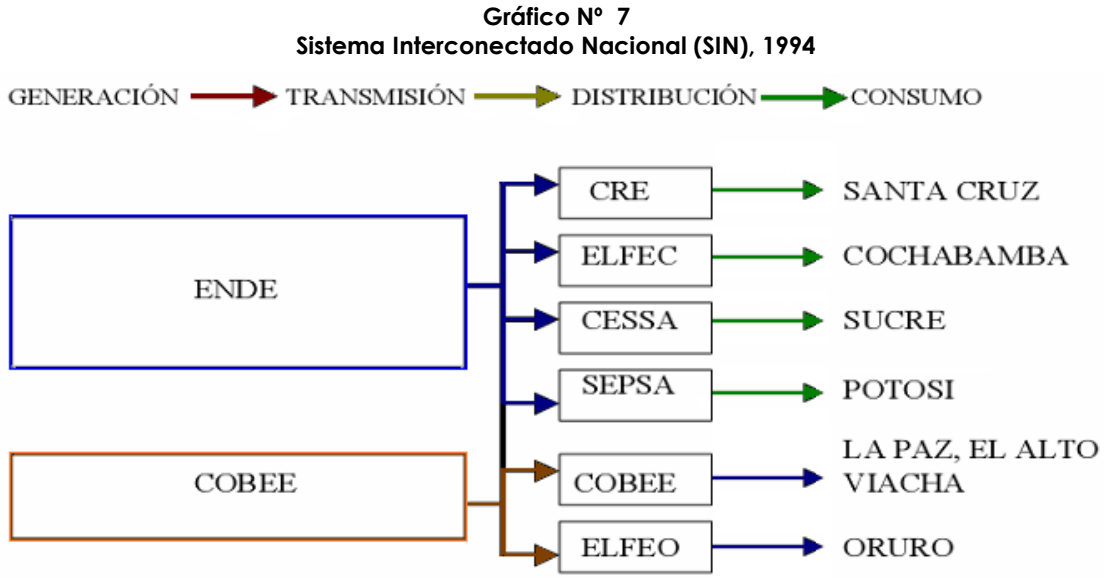 Gráfico Nº 7
Sistema Interconectado Nacional (SIN), 1994
GENERACIÓN TRANSMISIÓN DISTRIBUCIÓN CONSUMO
CRE SANTA CRUZ
ELFEC COCHABAMBA
ENDE
CESSA SUCRE
SEPSA POTOSI
LA PAZ, EL ALTO
COBEE COBEE VIACHA
ELFEO ORURO